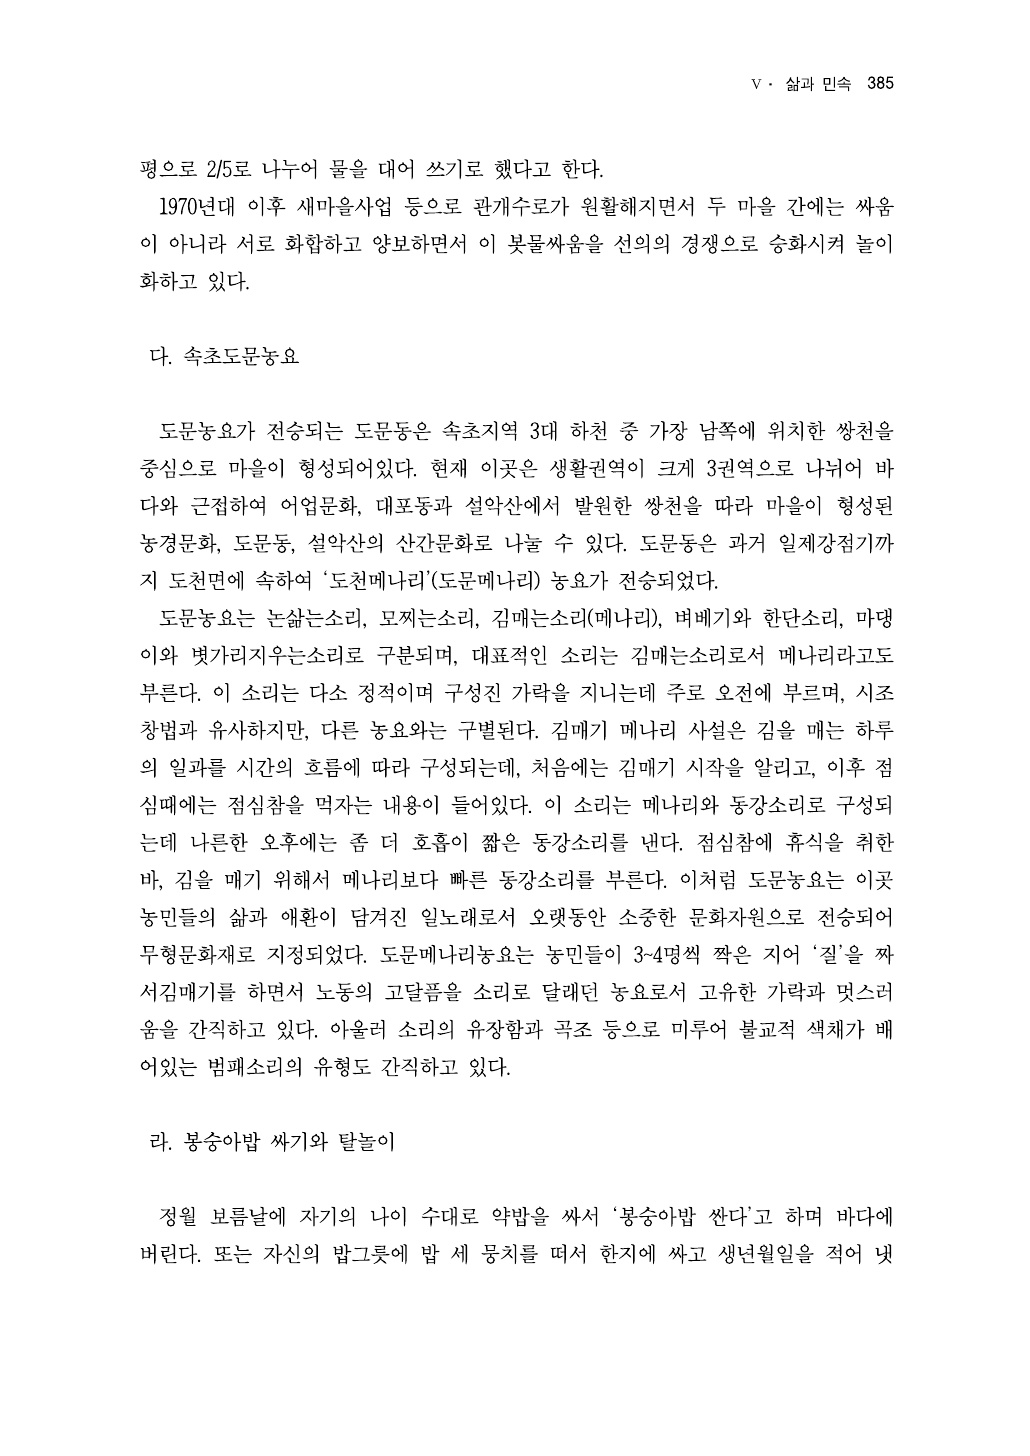 V · 삶과 민속 385
평으로 2/5로 나누어 물을 대어 쓰기로 했다고 한다.
1970년대 이후 새마을사업 등으로 관개수로가 원활해지면서 두 마을 간에는 싸움
이 아니라 서로 화합하고 양보하면서 이 봇물싸움을 선의의 경쟁으로 승화시켜 놀이
화하고 있다.
다. 속초도문농요
도문농요가 전승되는 도문동은 속초지역 3대 하천 중 가장 남쪽에 위치한 쌍천을
중심으로 마을이 형성되어있다. 현재 이곳은 생활권역이 크게 3권역으로 나뉘어 바
다와 근접하여 어업문화, 대포동과 설악산에서 발원한 쌍천을 따라 마을이 형성된
농경문화, 도문동, 설악산의 산간문화로 나눌 수 있다. 도문동은 과거 일제강점기까
지 도천면에 속하여 ‘도천메나리’(도문메나리) 농요가 전승되었다.
도문농요는 논삶는소리, 모찌는소리, 김매는소리(메나리), 벼베기와 한단소리, 마댕
이와 볏가리지우는소리로 구분되며, 대표적인 소리는 김매는소리로서 메나리라고도
부른다. 이 소리는 다소 정적이며 구성진 가락을 지니는데 주로 오전에 부르며, 시조
창법과 유사하지만, 다른 농요와는 구별된다. 김매기 메나리 사설은 김을 매는 하루
의 일과를 시간의 흐름에 따라 구성되는데, 처음에는 김매기 시작을 알리고, 이후 점
심때에는 점심참을 먹자는 내용이 들어있다. 이 소리는 메나리와 동강소리로 구성되
는데 나른한 오후에는 좀 더 호흡이 짧은 동강소리를 낸다. 점심참에 휴식을 취한
바, 김을 매기 위해서 메나리보다 빠른 동강소리를 부른다. 이처럼 도문농요는 이곳
농민들의 삶과 애환이 담겨진 일노래로서 오랫동안 소중한 문화자원으로 전승되어
무형문화재로 지정되었다. 도문메나리농요는 농민들이 3~4명씩 짝은 지어 ‘질’을 짜
서김매기를 하면서 노동의 고달픔을 소리로 달래던 농요로서 고유한 가락과 멋스러
움을 간직하고 있다. 아울러 소리의 유장함과 곡조 등으로 미루어 불교적 색채가 배
어있는 범패소리의 유형도 간직하고 있다.
라. 봉숭아밥 싸기와 탈놀이
정월 보름날에 자기의 나이 수대로 약밥을 싸서 ‘봉숭아밥 싼다’고 하며 바다에
버린다. 또는 자신의 밥그릇에 밥 세 뭉치를 떠서 한지에 싸고 생년월일을 적어 냇